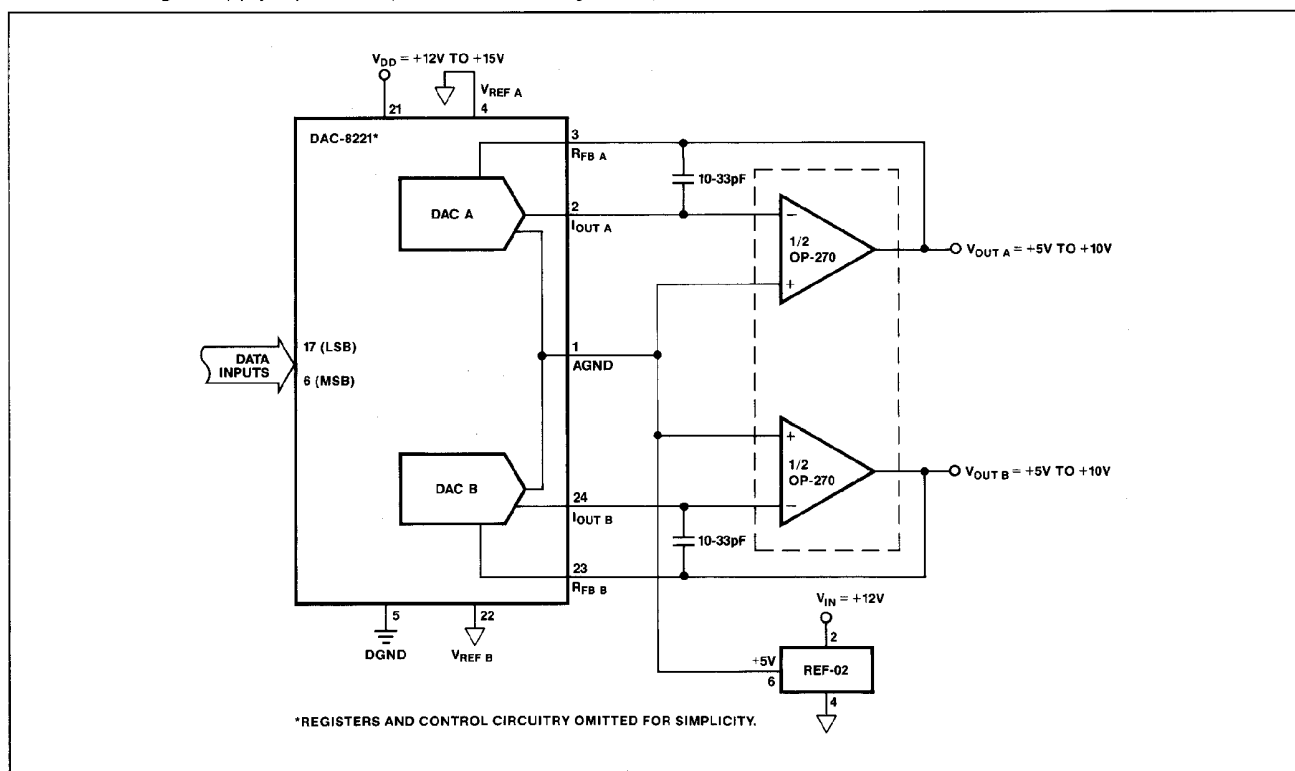 V_DD = +12V TO +15V
V_REF A
21
4
DAC-8221*
3
R_FB A
10-33pF
DAC A
2
I_OUT A
−
1/2
OP-270
+
V_OUT A = +5V TO +10V
17 (LSB)
DATA
INPUTS
6 (MSB)
1
AGND
+
1/2
OP-270
−
V_OUT B = +5V TO +10V
DAC B
24
I_OUT B
10-33pF
23
R_FB B
V_IN = +12V
2
5
22
DGND
V_REF B
+5V
6
REF-02
4
*REGISTERS AND CONTROL CIRCUITRY OMITTED FOR SIMPLICITY.